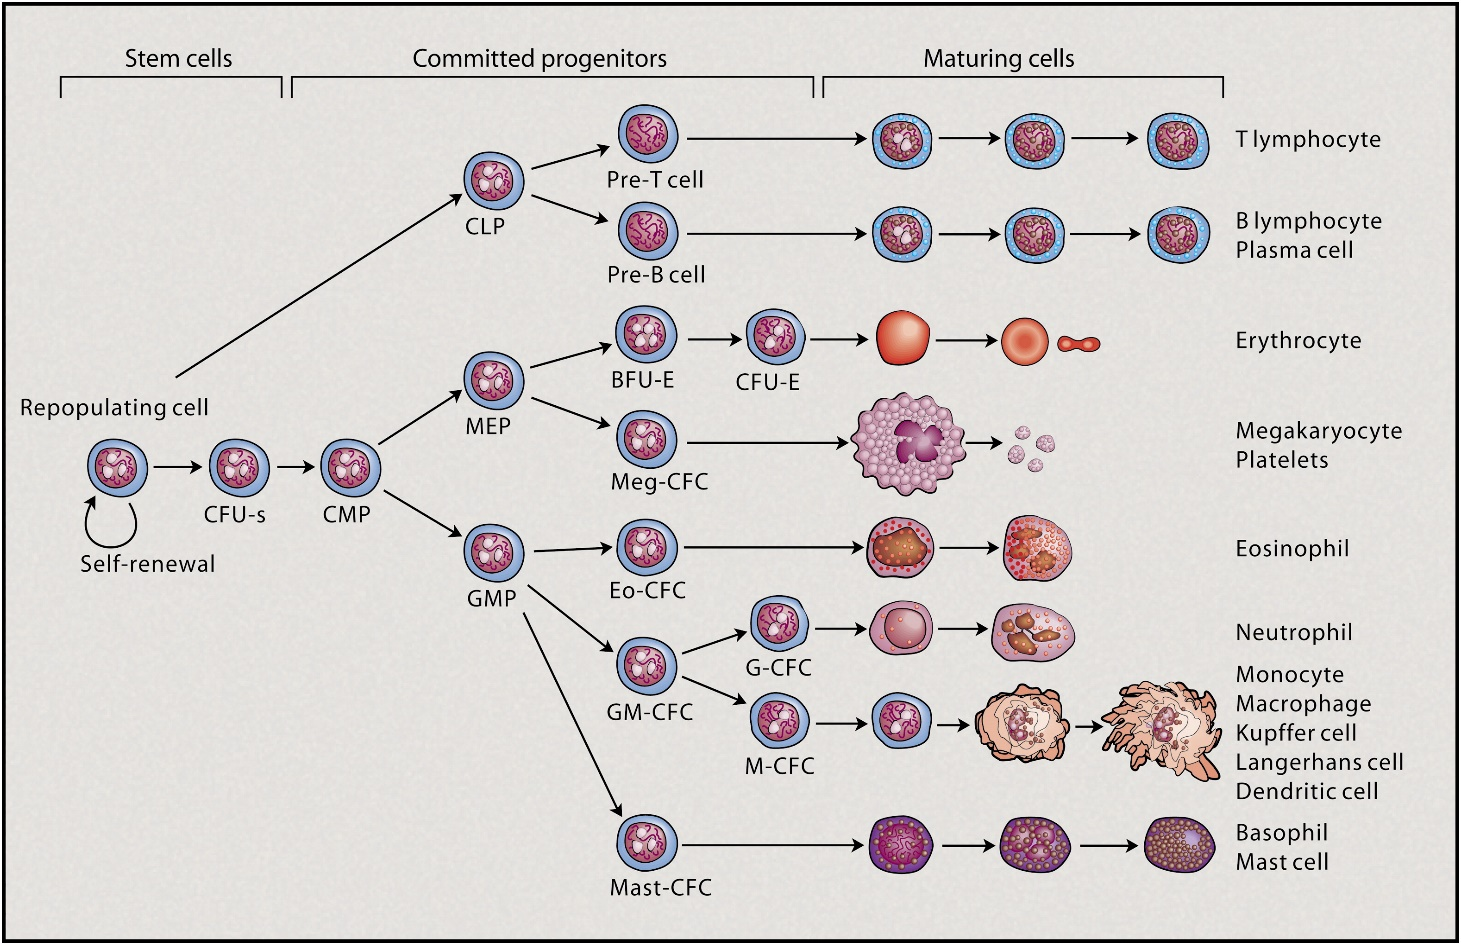 Stem cells
Committed progenitors
Maturing cells
CLP
Pre-T cell
T lymphocyte
Pre-B cell
B lymphocyte
Plasma cell
Repopulating cell
Self-renewal
CFU-s
CMP
MEP
BFU-E
CFU-E
Erythrocyte
Meg-CFC
Megakaryocyte
Platelets
GMP
Eo-CFC
Eosinophil
GM-CFC
G-CFC
Neutrophil
M-CFC
Monocyte
Macrophage
Kupffer cell
Langerhans cell
Dendritic cell
Mast-CFC
Basophil
Mast cell